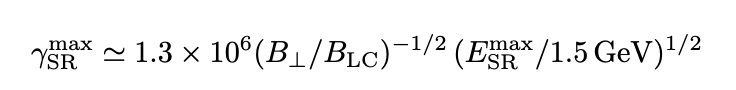 γ_SR^max ≃ 1.3 × 10^6 (B_⊥/B_LC)^{−1/2} (E_SR^max/1.5 GeV)^{1/2}